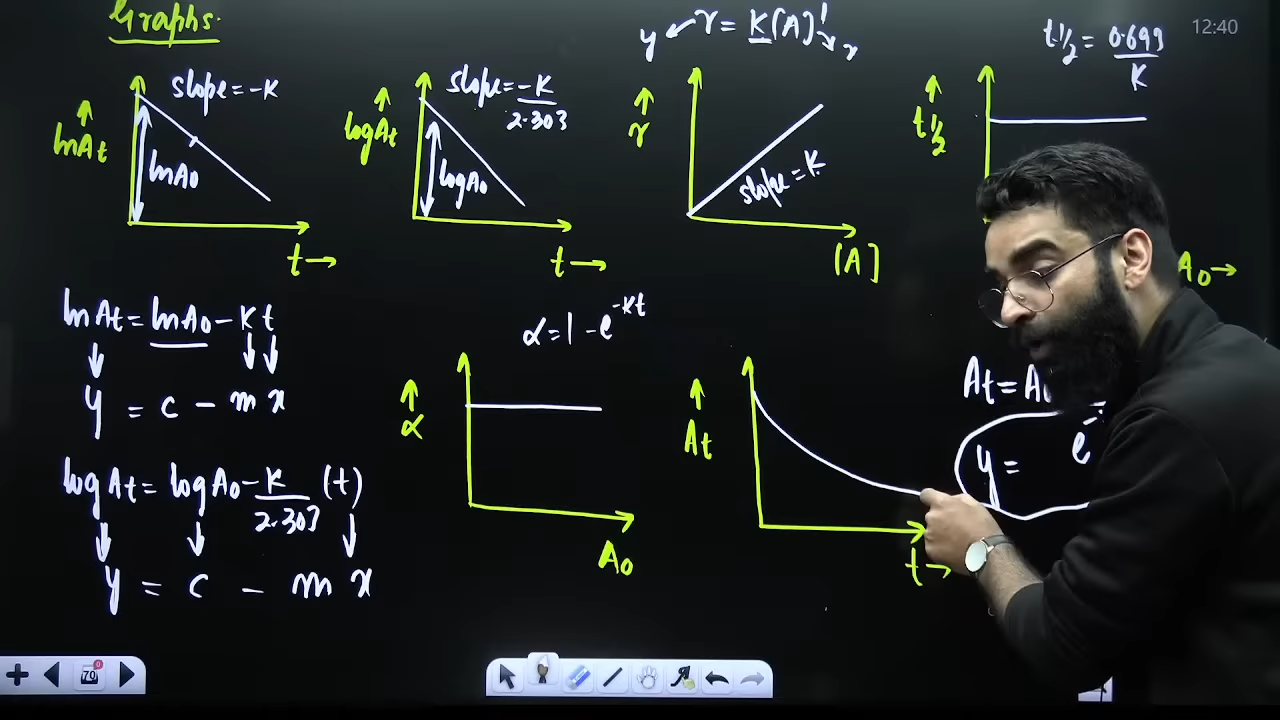 Graphs.
12:40
y ← r = K[A]¹ → x
t½ = 0.693/K
slope = -K
slope = -K/2.303
lnAt
lnA₀
t →
logAt
logA₀
t →
r
slope = K
[A]
t½
A₀ →
lnAt = lnA₀ - Kt
y = c - m x
logAt = logA₀ - K/2.303 (t)
y = c - m x
α = 1 - e^-Kt
α
A₀
At
t →
At = A₀
y = e^-
70